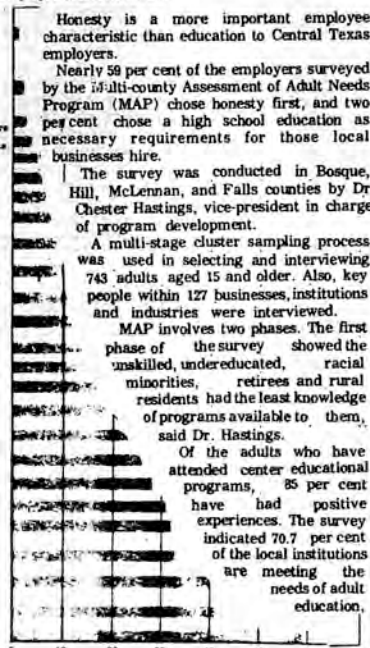 Honesty is a more important employee
characteristic than education to Central Texas
employers.
Nearly 59 per cent of the employers surveyed
by the Multi-county Assessment of Adult Needs
Program (MAP) chose honesty first, and two
per cent chose a high school education as
necessary requirements for those local
businesses hire.
The survey was conducted in Bosque,
Hill, McLennan, and Falls counties by Dr
Chester Hastings, vice-president in charge
of program development.
A multi-stage cluster sampling process
was used in selecting and interviewing
743 adults aged 15 and older. Also, key
people within 127 businesses, institutions
and industries were interviewed.
MAP involves two phases. The first
phase of the survey showed the
unskilled, undereducated, racial
minorities, retirees and rural
residents had the least knowledge
of programs available to them,
said Dr. Hastings.
Of the adults who have
attended center educational
programs, 85 per cent
have had positive
experiences. The survey
indicated 70.7 per cent
of the local institutions
are meeting the
needs of adult
education,